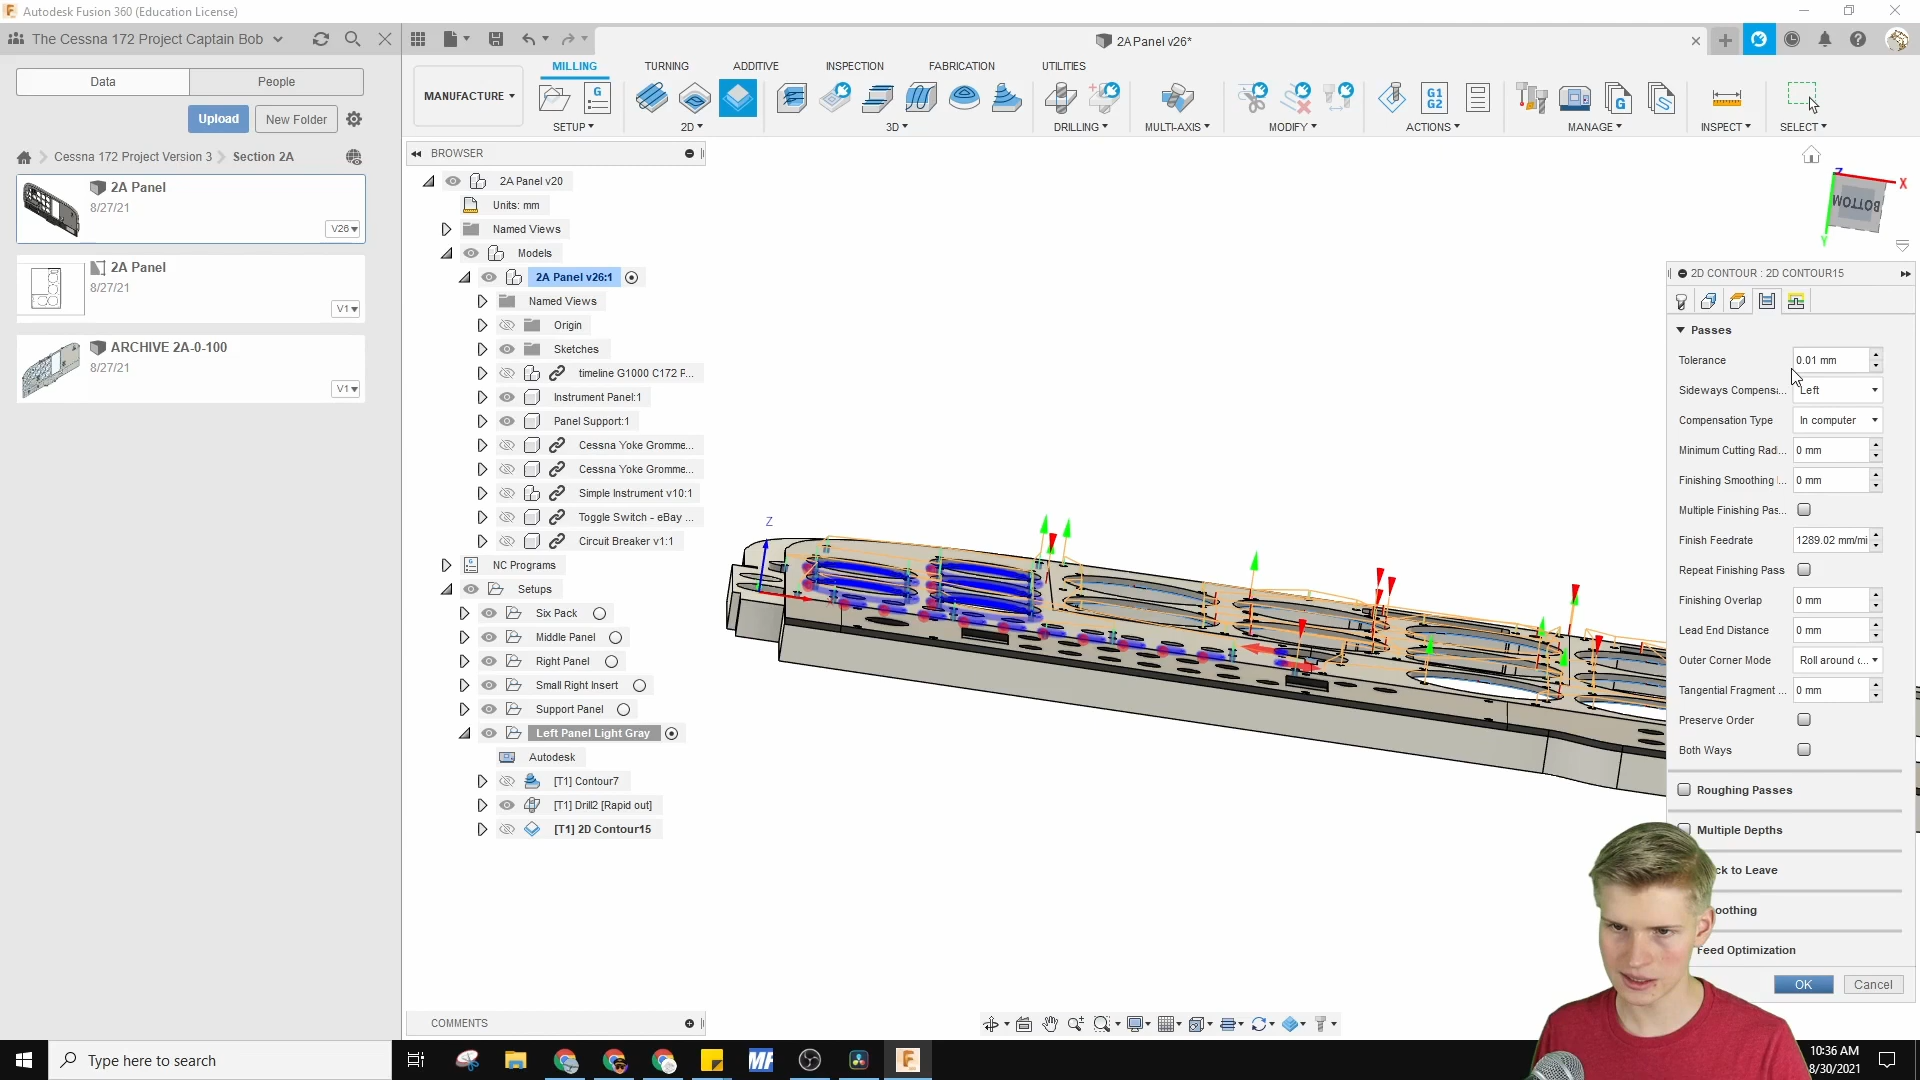 Autodesk Fusion 360 (Education License)
The Cessna 172 Project Captain Bob
2A Panel v26*
Data
People
Upload
New Folder
Cessna 172 Project Version 3
Section 2A
2A Panel
8/27/21
V26
2A Panel
8/27/21
V1
ARCHIVE 2A-0-100
8/27/21
V1
MANUFACTURE
MILLING
TURNING
ADDITIVE
INSPECTION
FABRICATION
UTILITIES
G
G1
G2
G
SETUP
2D
3D
DRILLING
MULTI-AXIS
MODIFY
ACTIONS
MANAGE
INSPECT
SELECT
BROWSER
2A Panel v20
Units: mm
Named Views
Models
2A Panel v26:1
Named Views
Origin
Sketches
timeline G1000 C172 F...
Instrument Panel:1
Panel Support:1
Cessna Yoke Gromme...
Cessna Yoke Gromme...
Simple Instrument v10:1
Toggle Switch - eBay ...
Circuit Breaker v1:1
NC Programs
Setups
Six Pack
Middle Panel
Right Panel
Small Right Insert
Support Panel
Left Panel Light Gray
Autodesk
[T1] Contour7
[T1] Drill2 [Rapid out]
[T1] 2D Contour15
COMMENTS
Z
Z
X
BOTTOM
Y
2D CONTOUR : 2D CONTOUR15
Passes
Tolerance 0.01 mm
Sideways Compensa... Left
Compensation Type In computer
Minimum Cutting Rad... 0 mm
Finishing Smoothing ... 0 mm
Multiple Finishing Pas...
Finish Feedrate 1289.02 mm/mi
Repeat Finishing Pass
Finishing Overlap 0 mm
Lead End Distance 0 mm
Outer Corner Mode Roll around c...
Tangential Fragment ... 0 mm
Preserve Order
Both Ways
Roughing Passes
Multiple Depths
ck to Leave
oothing
Feed Optimization
OK
Cancel
Type here to search
MF
F
10:36 AM
8/30/2021